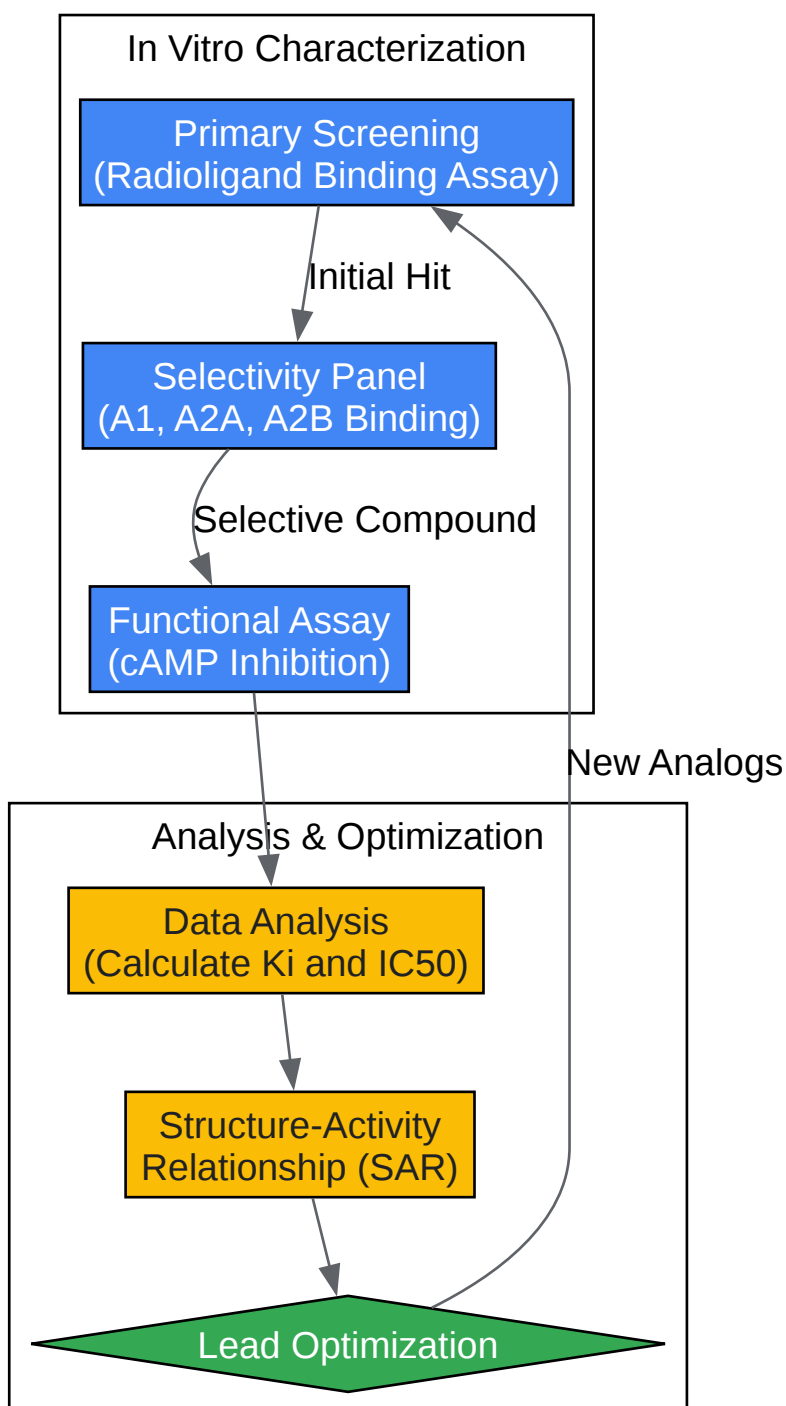 In Vitro Characterization
Primary Screening
(Radioligand Binding Assay)
Initial Hit
Selectivity Panel
(A1, A2A, A2B Binding)
Selective Compound
Functional Assay
(cAMP Inhibition)
New Analogs
Analysis & Optimization
Data Analysis
(Calculate Ki and IC50)
Structure-Activity
Relationship (SAR)
Lead Optimization